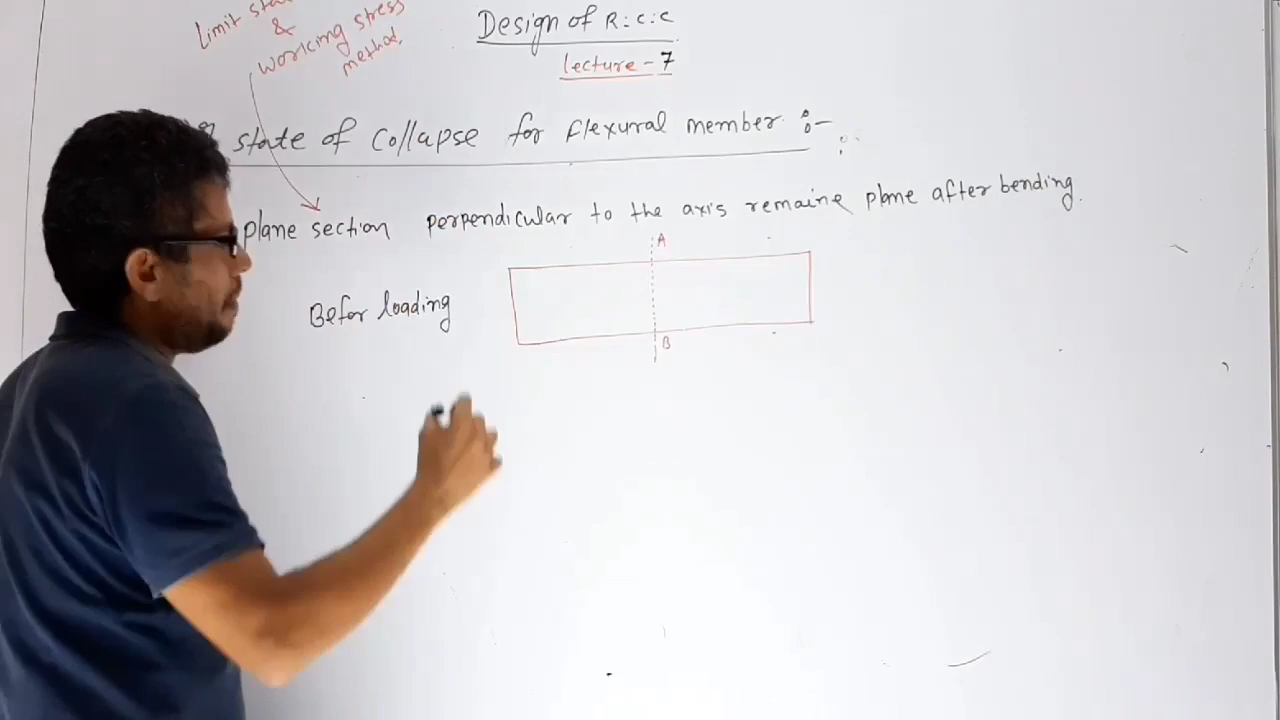 Design of R.C.C
lecture - 7
Limit
&
working stress
method.
state of collapse for flexural member :-
plane section perpendicular to the axis remaine plane after bending.
A
Befor loading
B